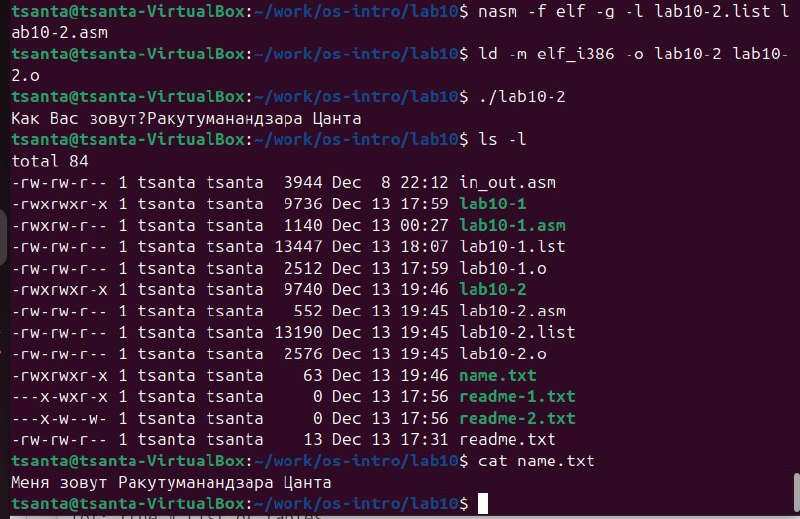 tsanta@tsanta-VirtualBox:~/work/os-intro/lab10$ nasm -f elf -g -l lab10-2.list l
ab10-2.asm
tsanta@tsanta-VirtualBox:~/work/os-intro/lab10$ ld -m elf_i386 -o lab10-2 lab10-
2.o
tsanta@tsanta-VirtualBox:~/work/os-intro/lab10$ ./lab10-2
Как Вас зовут?Ракутуманандзара Цанта
tsanta@tsanta-VirtualBox:~/work/os-intro/lab10$ ls -l
total 84
-rw-rw-r-- 1 tsanta tsanta  3944 Dec  8 22:12 in_out.asm
-rwxrwxr-x 1 tsanta tsanta  9736 Dec 13 17:59 lab10-1
-rwxrw-r-- 1 tsanta tsanta  1140 Dec 13 00:27 lab10-1.asm
-rw-rw-r-- 1 tsanta tsanta 13447 Dec 13 18:07 lab10-1.lst
-rw-rw-r-- 1 tsanta tsanta  2512 Dec 13 17:59 lab10-1.o
-rwxrwxr-x 1 tsanta tsanta  9740 Dec 13 19:46 lab10-2
-rw-rw-r-- 1 tsanta tsanta   552 Dec 13 19:45 lab10-2.asm
-rw-rw-r-- 1 tsanta tsanta 13190 Dec 13 19:45 lab10-2.list
-rw-rw-r-- 1 tsanta tsanta  2576 Dec 13 19:45 lab10-2.o
-rwxrwxr-x 1 tsanta tsanta    63 Dec 13 19:46 name.txt
---x-wxr-x 1 tsanta tsanta     0 Dec 13 17:56 readme-1.txt
---x-w--w- 1 tsanta tsanta     0 Dec 13 17:56 readme-2.txt
-rw-rw-r-- 1 tsanta tsanta    13 Dec 13 17:31 readme.txt
tsanta@tsanta-VirtualBox:~/work/os-intro/lab10$ cat name.txt
Меня зовут Ракутуманандзара Цанта
tsanta@tsanta-VirtualBox:~/work/os-intro/lab10$